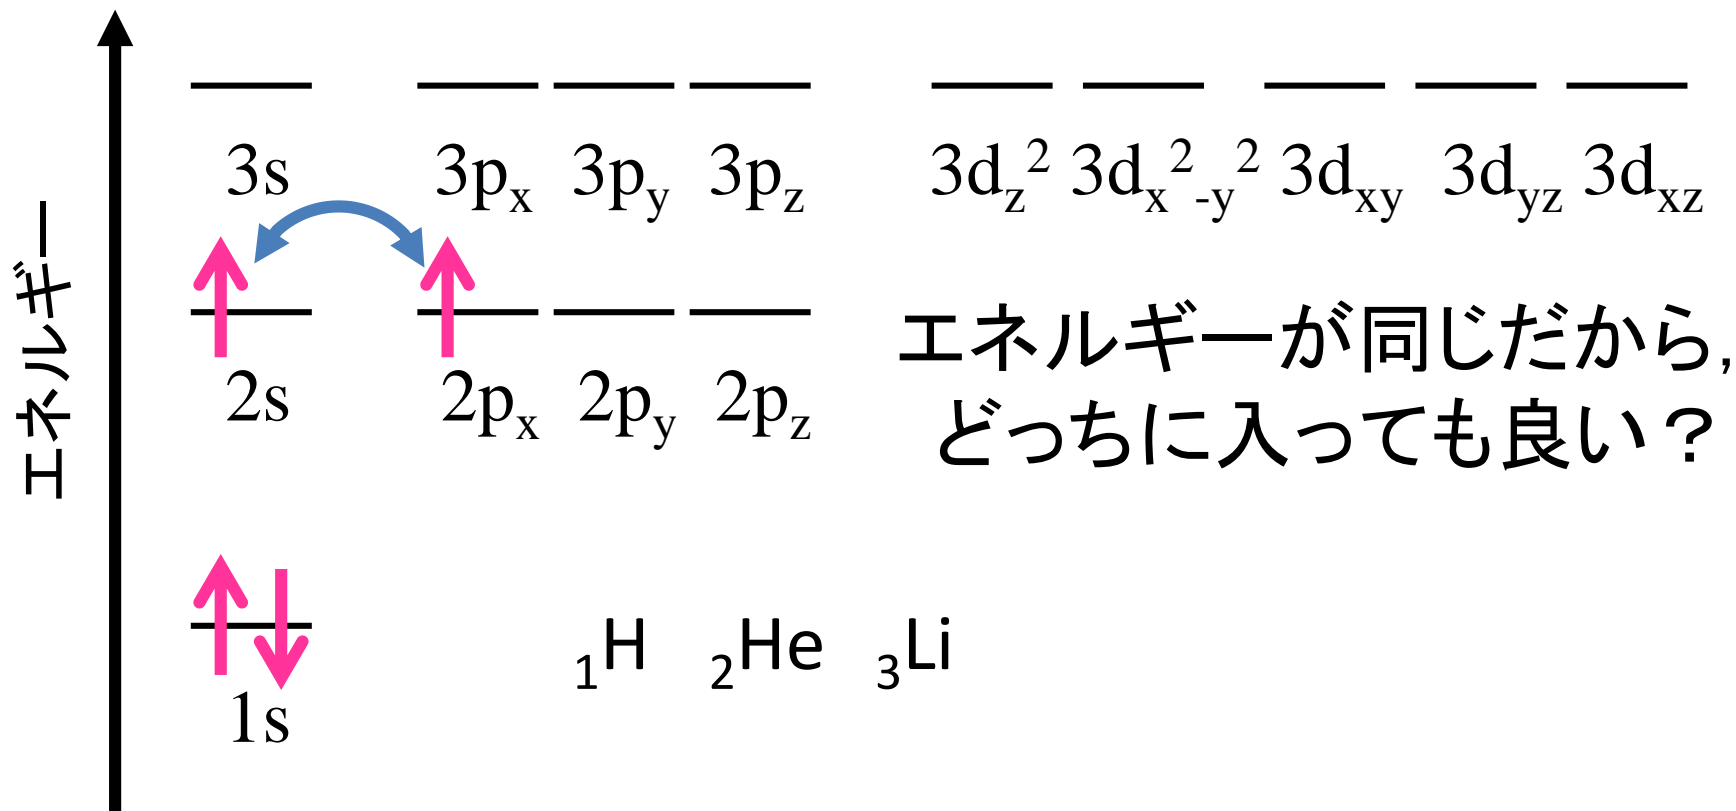 エネルギー
3s 3px 3py 3pz 3dz2 3dx2-y2 3dxy 3dyz 3dxz
エネルギーが同じだから,
どっちに入っても良い？
2s 2px 2py 2pz
1H 2He 3Li
1s